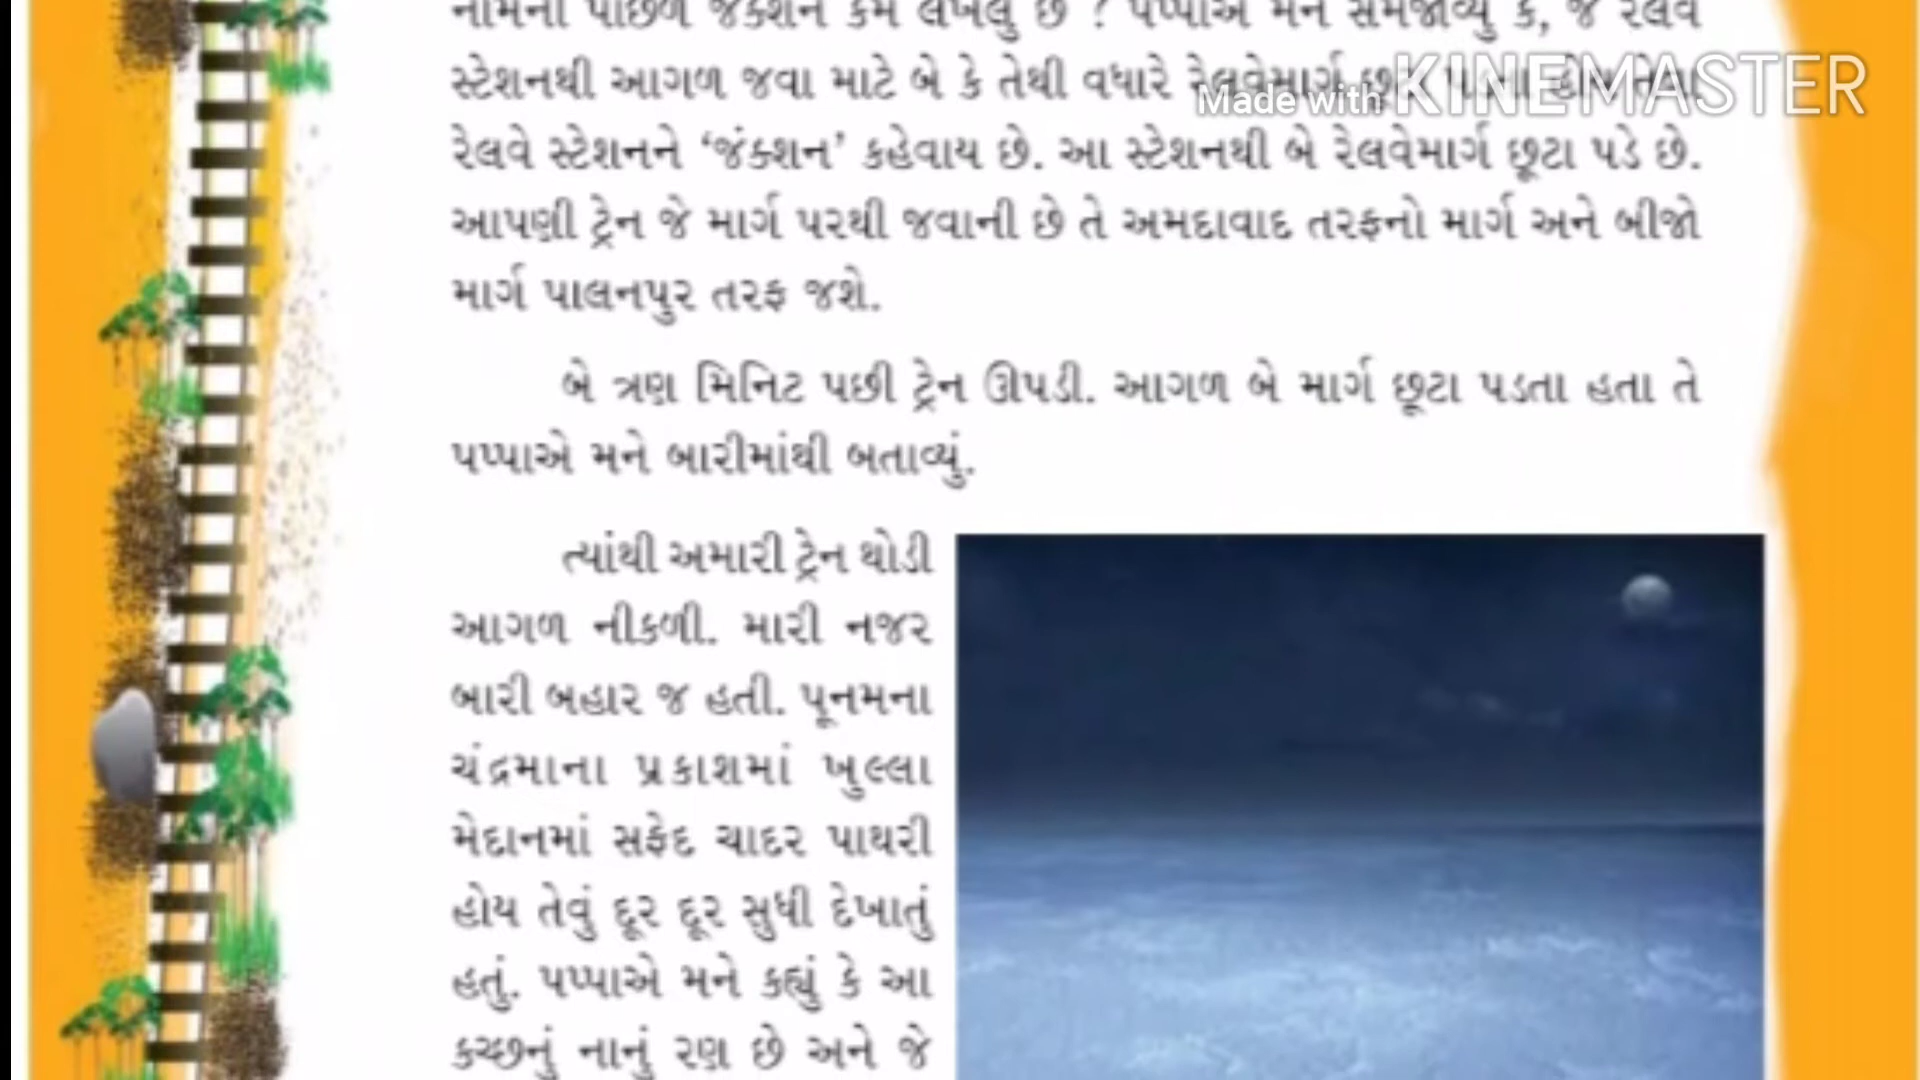 નામની પાછળ જંક્શન કેમ લખેલું છે ? પપ્પાએ મને સમજાવ્યું કે, જે રેલવે
સ્ટેશનથી આગળ જવા માટે બે કે તેથી વધારે રેલવેમાર્ગ છૂટા પડતા હોય તેવા
Made with KINEMASTER
રેલવે સ્ટેશનને ‘જંક્શન’ કહેવાય છે. આ સ્ટેશનથી બે રેલવેમાર્ગ છૂટા પડે છે.
આપણી ટ્રેન જે માર્ગ પરથી જવાની છે તે અમદાવાદ તરફનો માર્ગ અને બીજો
માર્ગ પાલનપુર તરફ જશે.
બે ત્રણ મિનિટ પછી ટ્રેન ઊપડી. આગળ બે માર્ગ છૂટા પડતા હતા તે
પપ્પાએ મને બારીમાંથી બતાવ્યું.
ત્યાંથી અમારી ટ્રેન થોડી
આગળ નીકળી. મારી નજર
બારી બહાર જ હતી. પૂનમના
ચંદ્રમાના પ્રકાશમાં ખુલ્લા
મેદાનમાં સફેદ ચાદર પાથરી
હોય તેવું દૂર દૂર સુધી દેખાતું
હતું. પપ્પાએ મને કહ્યું કે આ
કચ્છનું નાનું રણ છે અને જે